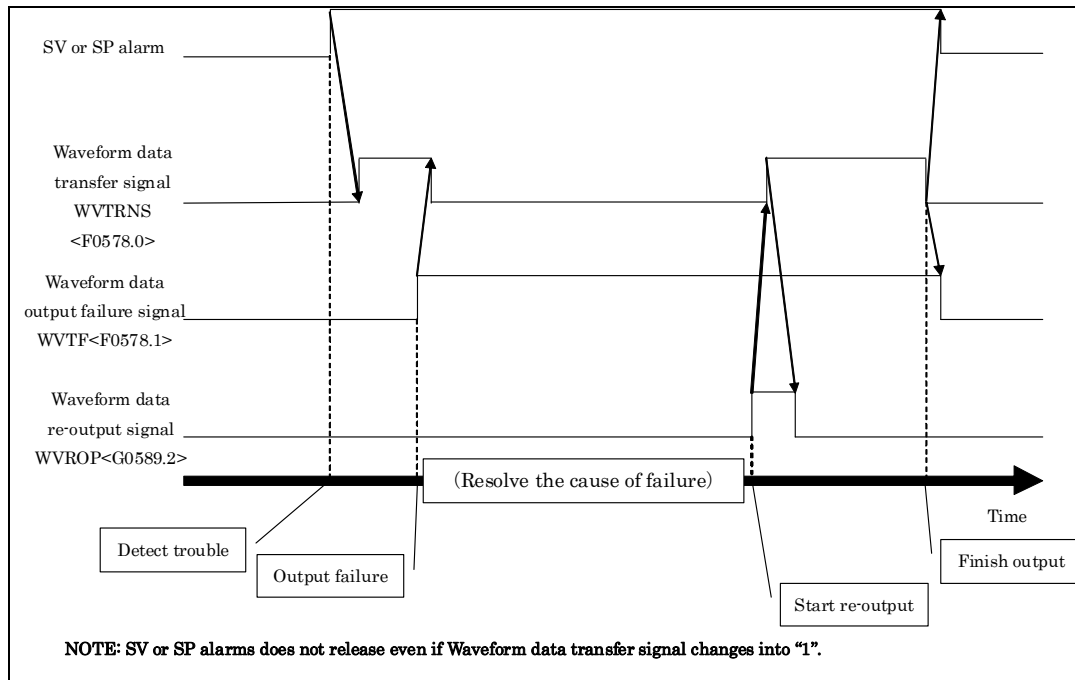 SV or SP alarm
Waveform data
transfer signal
WVTRNS
<F0578.0>
Waveform data
output failure signal
WVTF<F0578.1>
Waveform data
re-output signal
WVROP<G0589.2>
(Resolve the cause of failure)
Time
Detect trouble
Output failure
Start re-output
Finish output
NOTE: SV or SP alarms does not release even if Waveform data transfer signal changes into “1”.